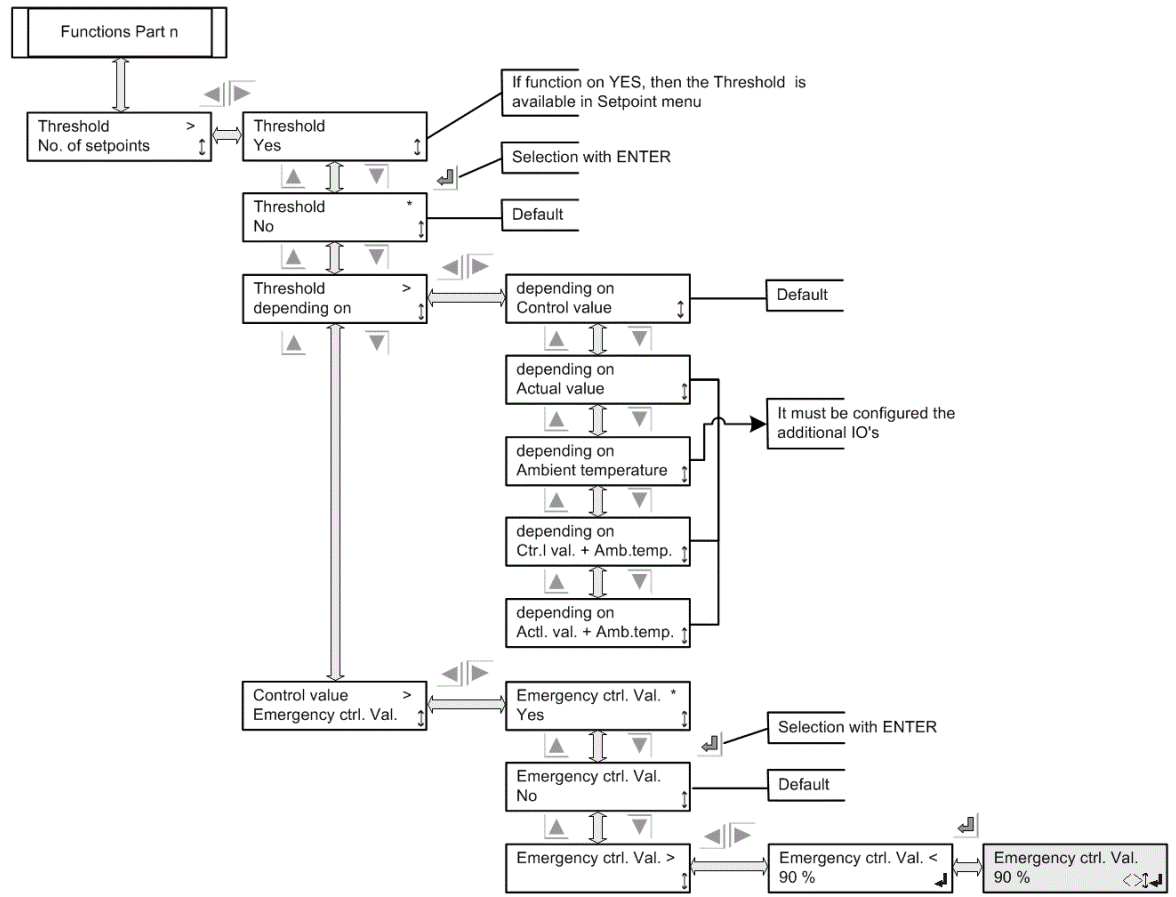 Functions Part n
If function on YES, then the Threshold is
available in Setpoint menu
Threshold >
No. of setpoints
Threshold
Yes
Selection with ENTER
Threshold *
No
Default
Threshold >
depending on
depending on
Control value
Default
depending on
Actual value
It must be configured the
additional IO's
depending on
Ambient temperature
depending on
Ctr.l val. + Amb.temp.
depending on
Actl. val. + Amb.temp.
Control value >
Emergency ctrl. Val.
Emergency ctrl. Val. *
Yes
Selection with ENTER
Emergency ctrl. Val.
No
Default
Emergency ctrl. Val. >
Emergency ctrl. Val. <
90 %
Emergency ctrl. Val.
90 % <>